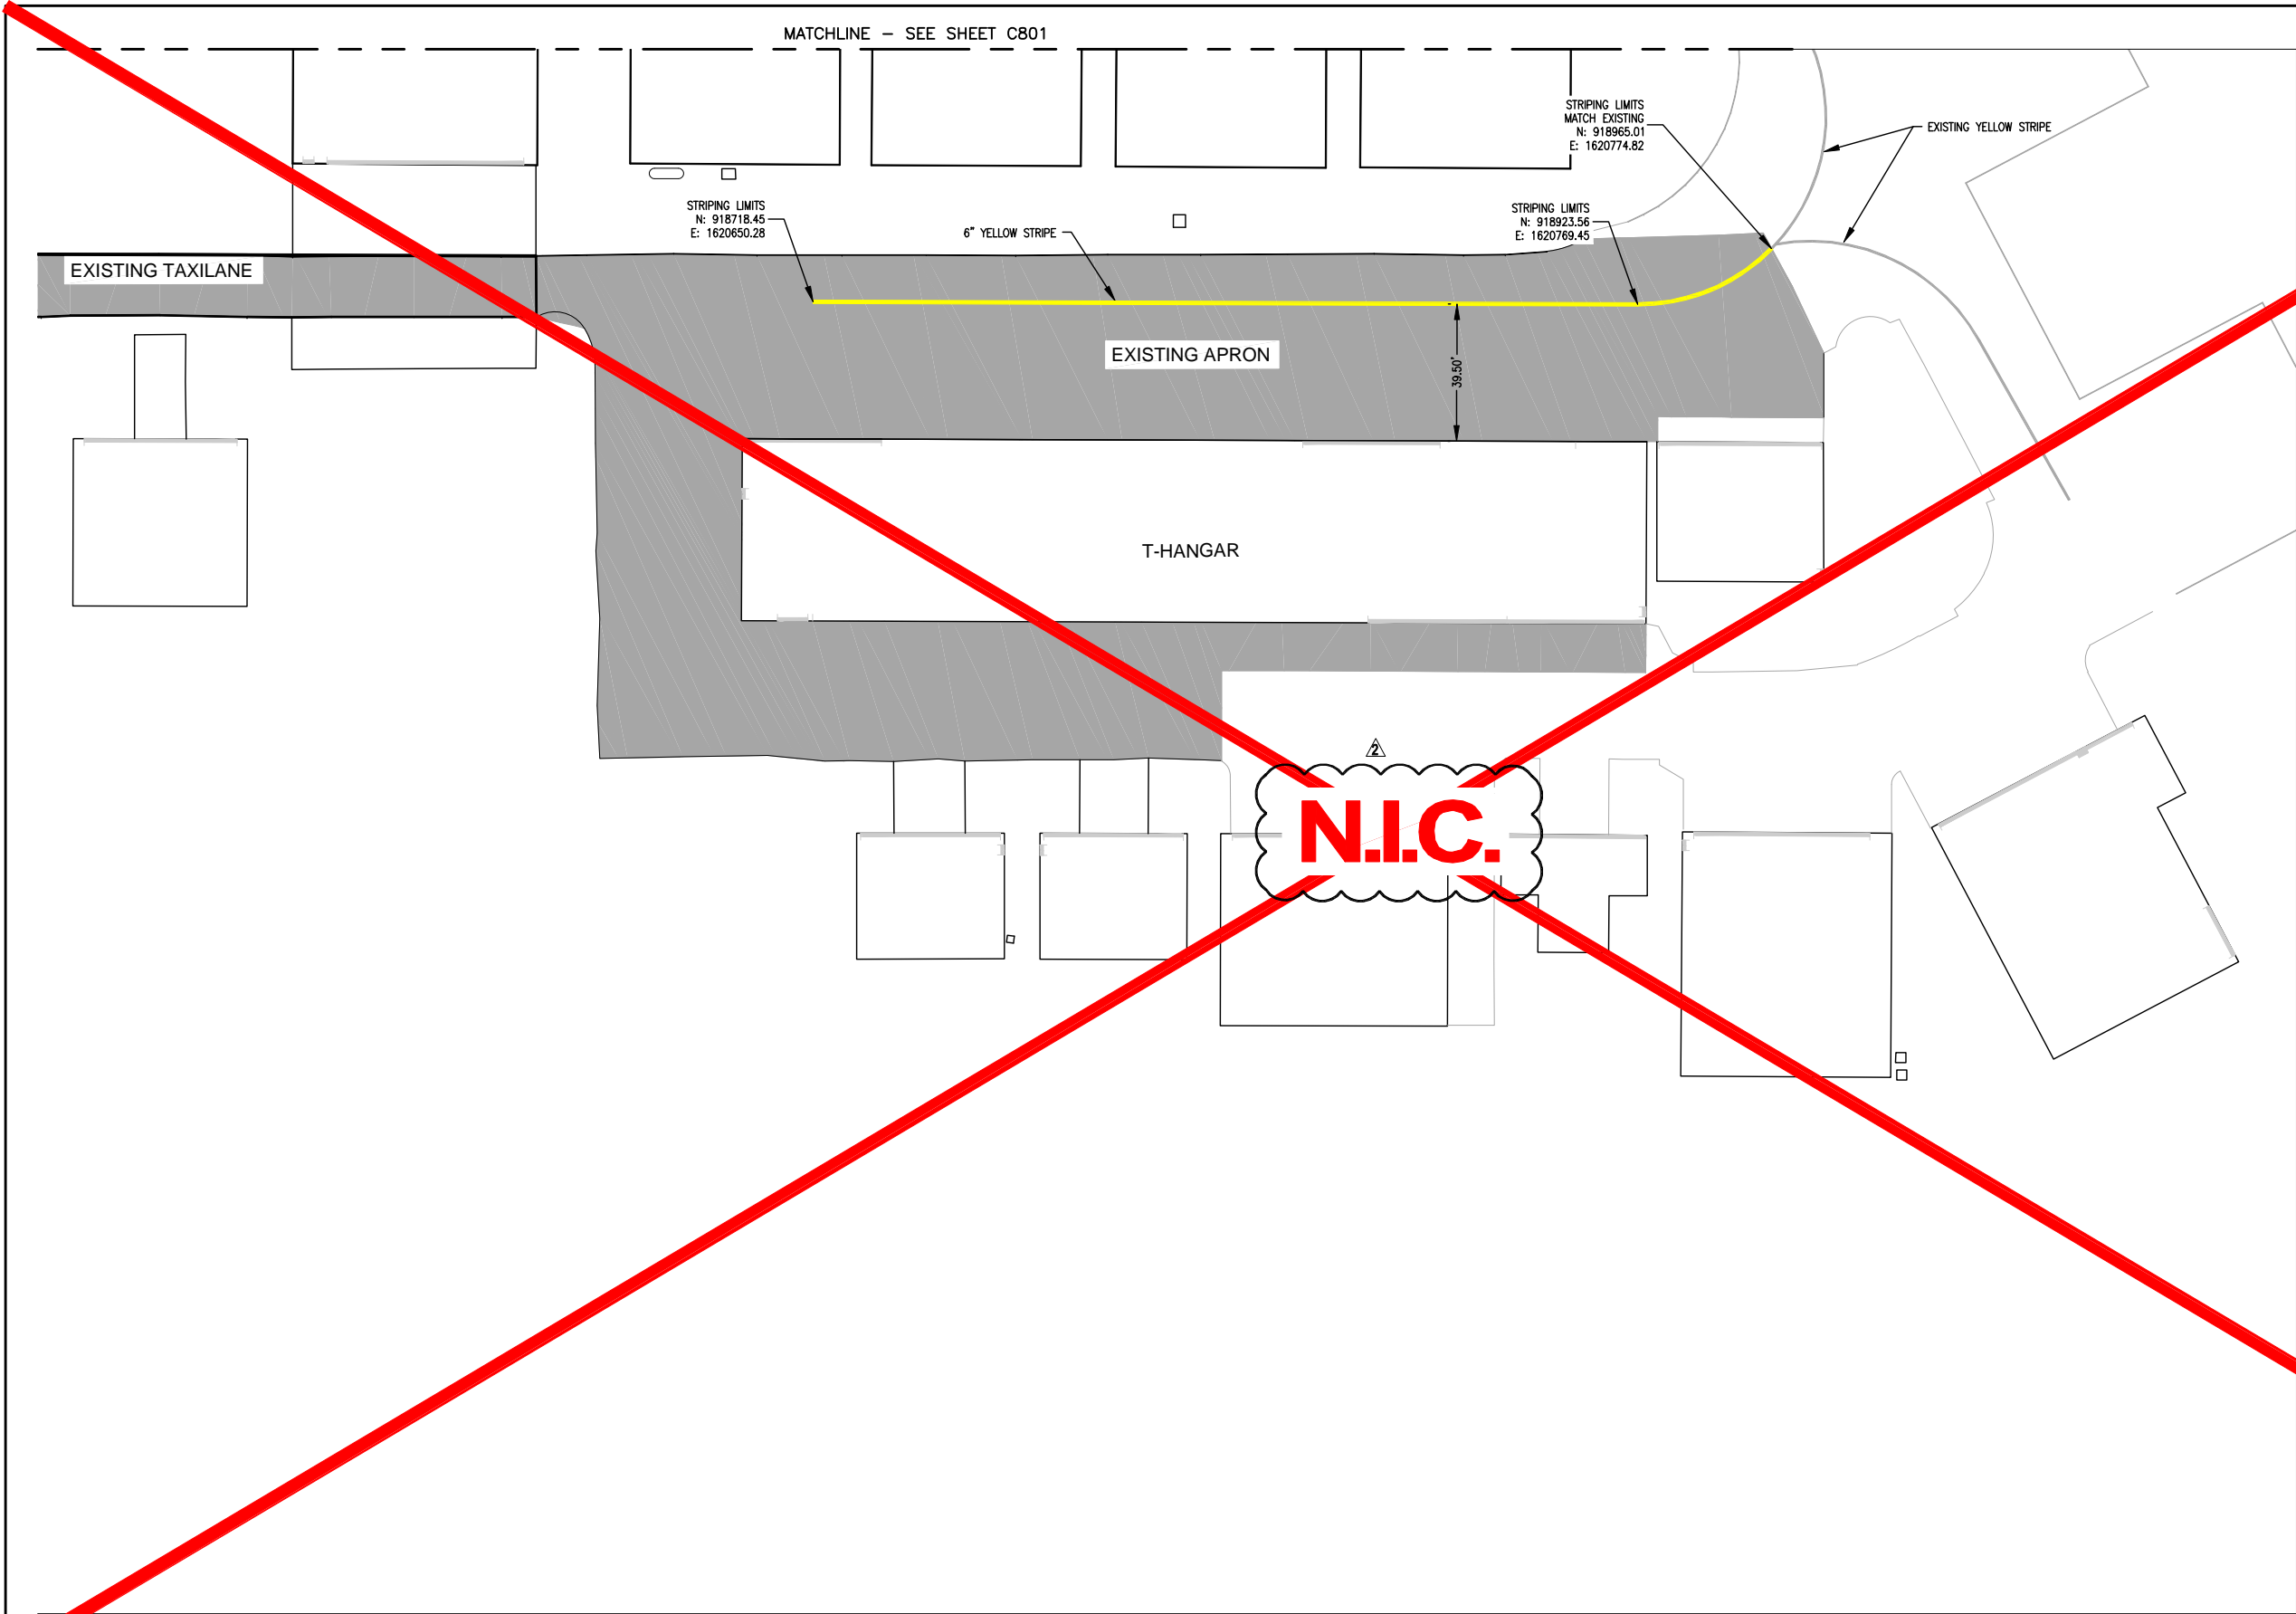 MATCHLINE – SEE SHEET C801
STRIPING LIMITS
MATCH EXISTING
N: 918965.01
E: 1620774.82
EXISTING YELLOW STRIPE
STRIPING LIMITS
N: 918718.45
E: 1620650.28
6" YELLOW STRIPE
STRIPING LIMITS
N: 918923.56
E: 1620769.45
EXISTING TAXILANE
EXISTING APRON
39.50'
T-HANGAR
2
N.I.C.